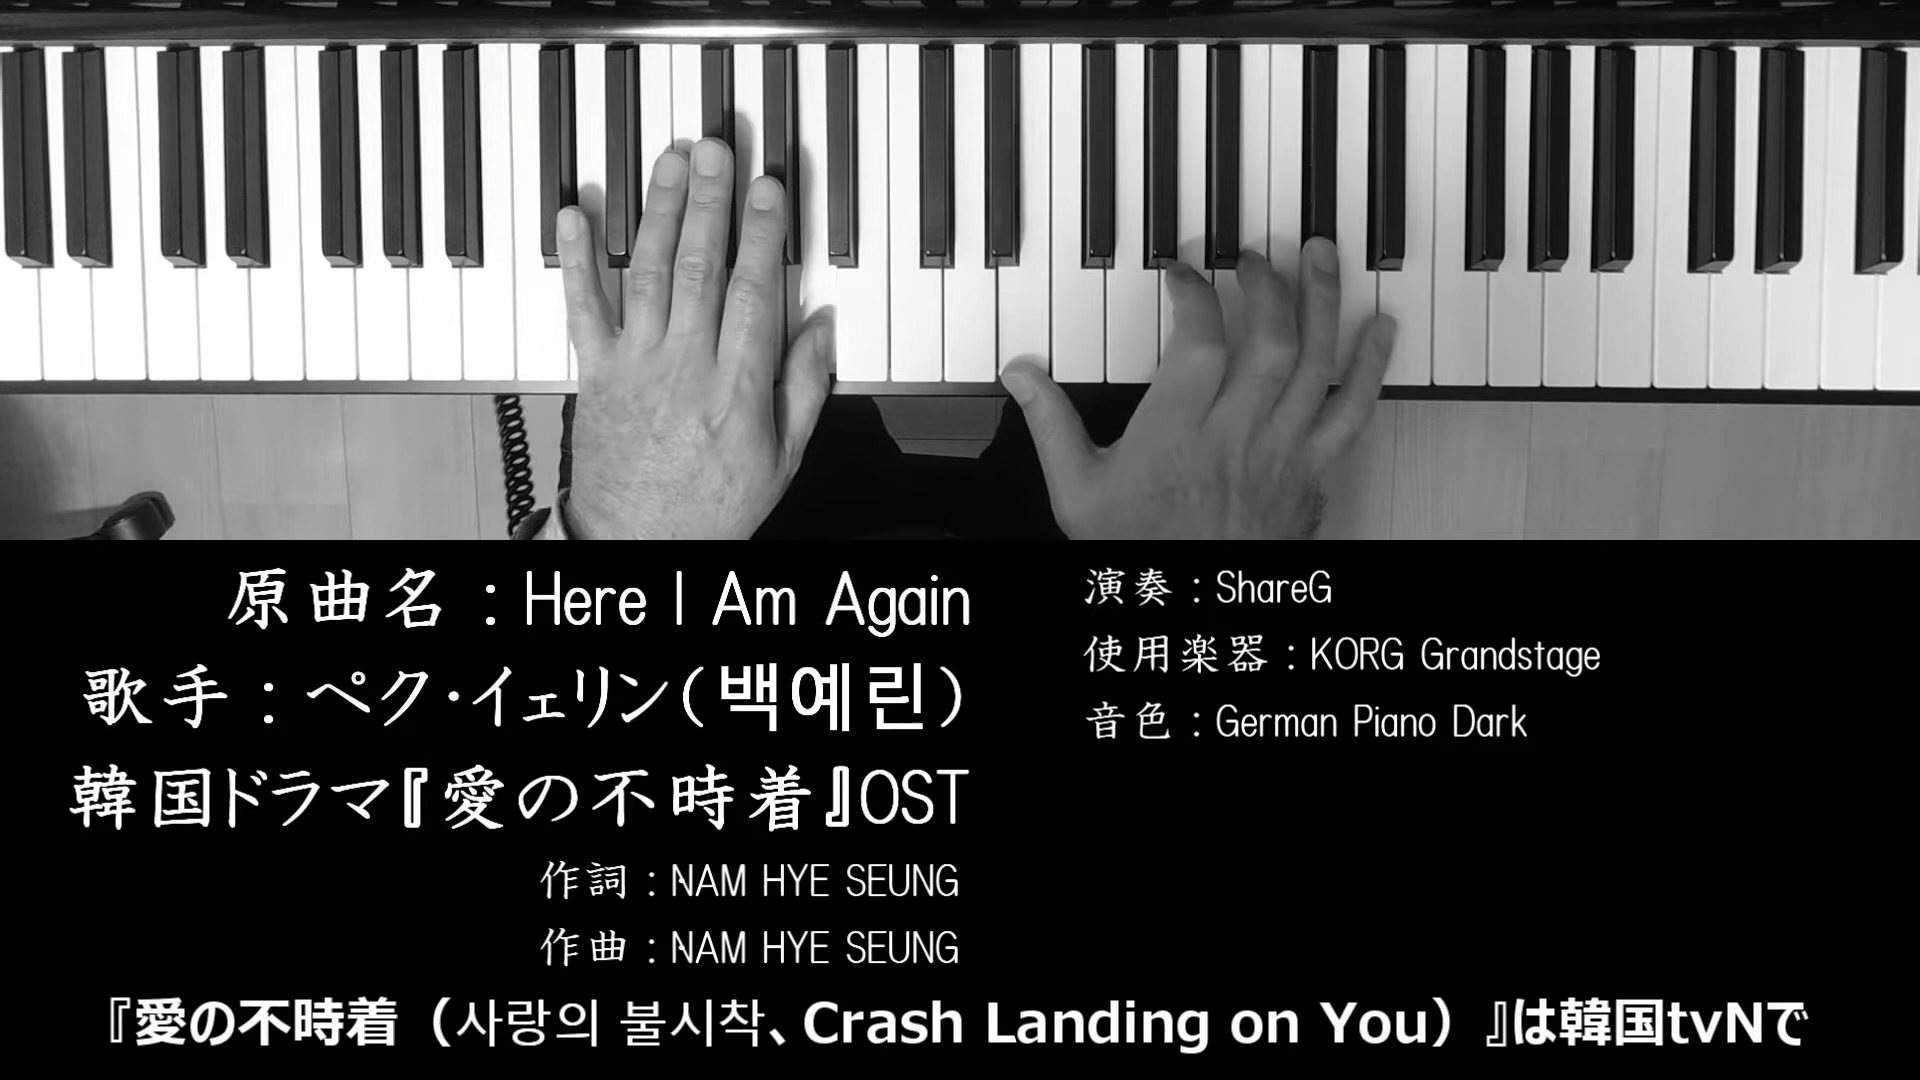 原曲名：Here I Am Again
歌手：ペク・イェリン（백예린）
韓国ドラマ『愛の不時着』OST
作詞：NAM HYE SEUNG
作曲：NAM HYE SEUNG
演奏：ShareG
使用楽器：KORG Grandstage
音色：German Piano Dark
『愛の不時着（사랑의 불시착、Crash Landing on You）』は韓国tvNで